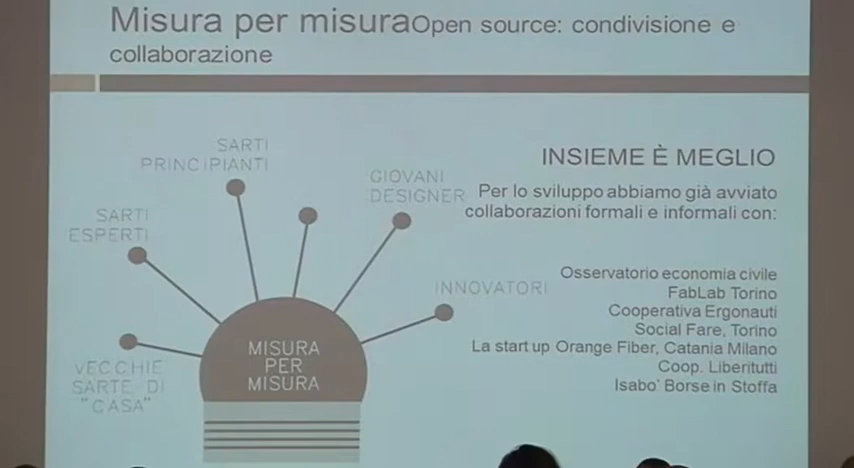 Misura per misuraOpen source: condivisione e
collaborazione
SARTI
PRINCIPIANTI
GIOVANI
DESIGNER
SARTI
ESPERTI
INNOVATORI
VECCHIE
SARTE DI
"CASA"
MISURA
PER
MISURA
INSIEME È MEGLIO
Per lo sviluppo abbiamo già avviato
collaborazioni formali e informali con:
Osservatorio economia civile
FabLab Torino
Cooperativa Ergonauti
Social Fare, Torino
La start up Orange Fiber, Catania Milano
Coop. Liberitutti
Isabo' Borse in Stoffa